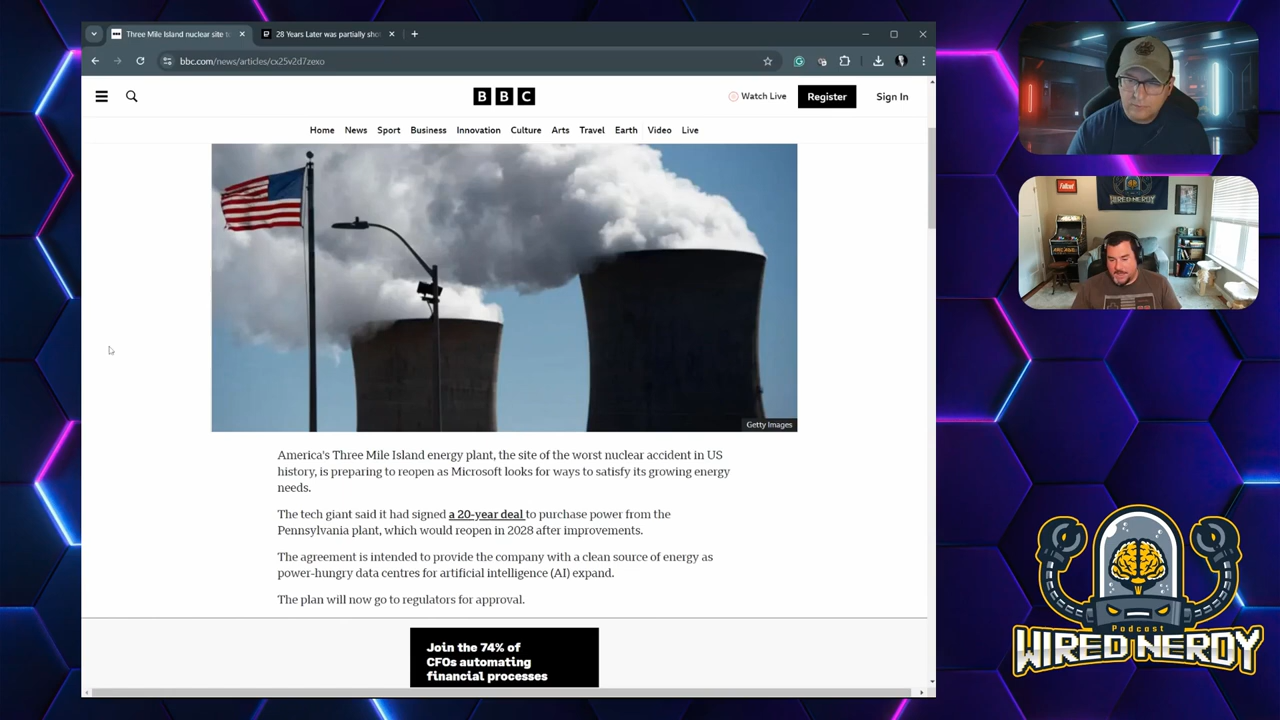 Three Mile Island nuclear site to
28 Years Later was partially sho
bbc.com/news/articles/cx25v2d7zexo
BBC
Watch Live
Register
Sign In
Home News Sport Business Innovation Culture Arts Travel Earth Video Live
Getty Images
America's Three Mile Island energy plant, the site of the worst nuclear accident in US
history, is preparing to reopen as Microsoft looks for ways to satisfy its growing energy
needs.
The tech giant said it had signed a 20-year deal to purchase power from the
Pennsylvania plant, which would reopen in 2028 after improvements.
The agreement is intended to provide the company with a clean source of energy as
power-hungry data centres for artificial intelligence (AI) expand.
The plan will now go to regulators for approval.
Join the 74% of
CFOs automating
financial processes
Fallout
WIRED NERDY
Podcast
WIRED NERDY